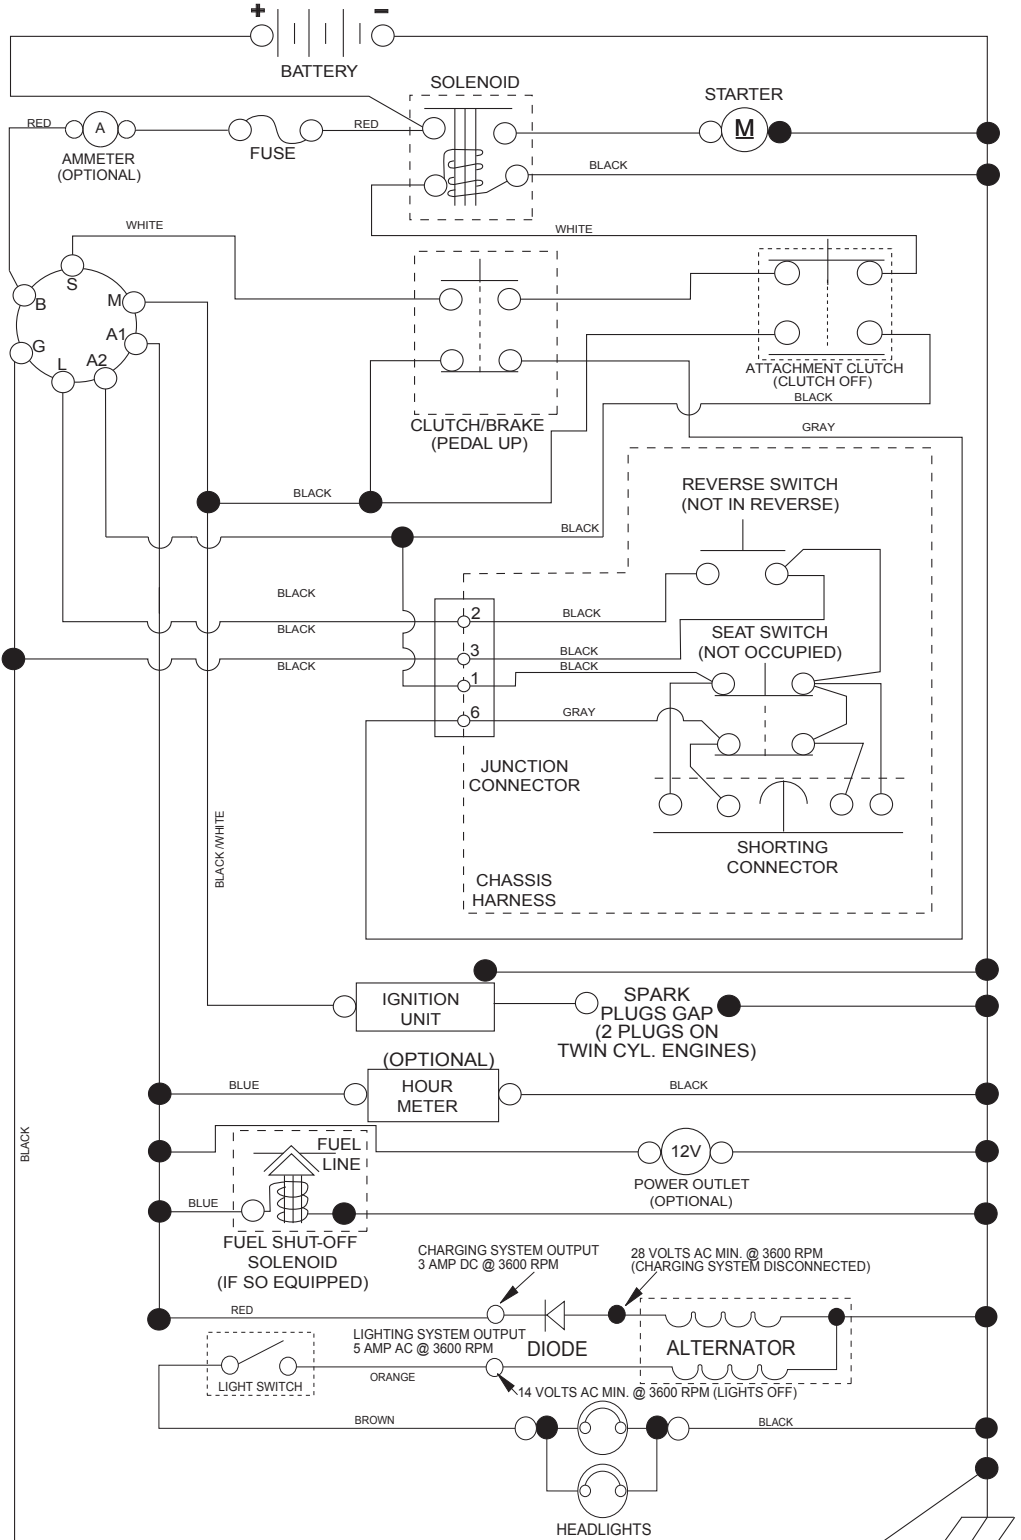 + -
BATTERY
SOLENOID
STARTER
RED
A
RED
M
FUSE
AMMETER
(OPTIONAL)
BLACK
WHITE
WHITE
S
B
M
A1
G
A2
L
ATTACHMENT CLUTCH
(CLUTCH OFF)
BLACK
CLUTCH/BRAKE
(PEDAL UP)
GRAY
REVERSE SWITCH
(NOT IN REVERSE)
BLACK
BLACK
BLACK
2
BLACK
BLACK
SEAT SWITCH
(NOT OCCUPIED)
3
BLACK
BLACK
BLACK
1
6
GRAY
JUNCTION
CONNECTOR
BLACK /WHITE
SHORTING
CONNECTOR
CHASSIS
HARNESS
IGNITION
UNIT
SPARK
PLUGS GAP
(2 PLUGS ON
TWIN CYL. ENGINES)
(OPTIONAL)
BLUE
HOUR
METER
BLACK
BLACK
FUEL
LINE
12V
POWER OUTLET
(OPTIONAL)
BLUE
FUEL SHUT-OFF
SOLENOID
(IF SO EQUIPPED)
CHARGING SYSTEM OUTPUT
3 AMP DC @ 3600 RPM
28 VOLTS AC MIN. @ 3600 RPM
(CHARGING SYSTEM DISCONNECTED)
RED
LIGHTING SYSTEM OUTPUT
5 AMP AC @ 3600 RPM
DIODE
ALTERNATOR
LIGHT SWITCH
ORANGE
14 VOLTS AC MIN. @ 3600 RPM (LIGHTS OFF)
BROWN
BLACK
HEADLIGHTS